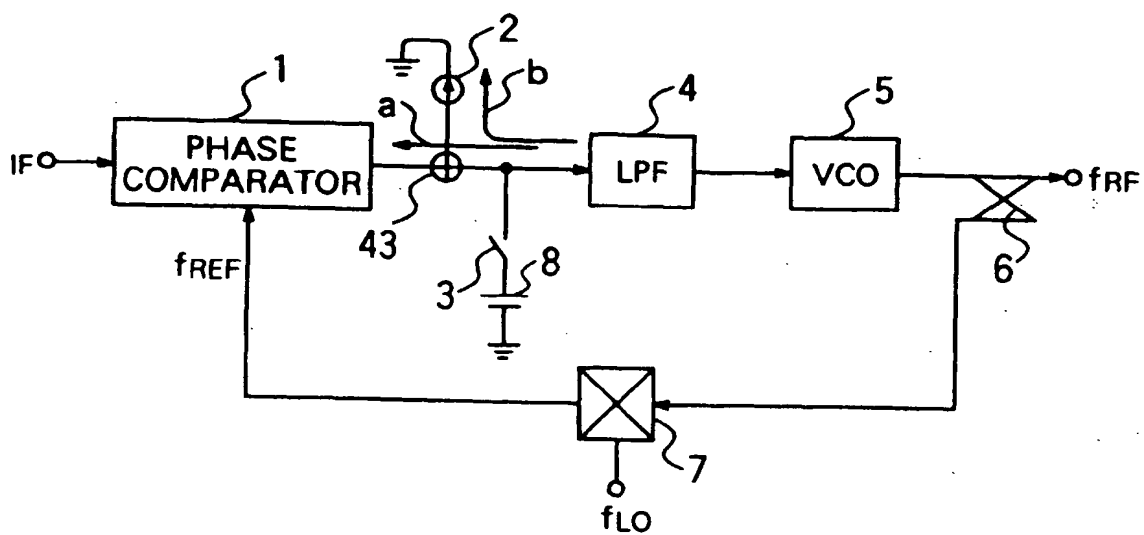 2
1
b
4
5
a
PHASE
COMPARATOR
IF
LPF
VCO
fRF
43
fREF
3
8
6
7
fLO